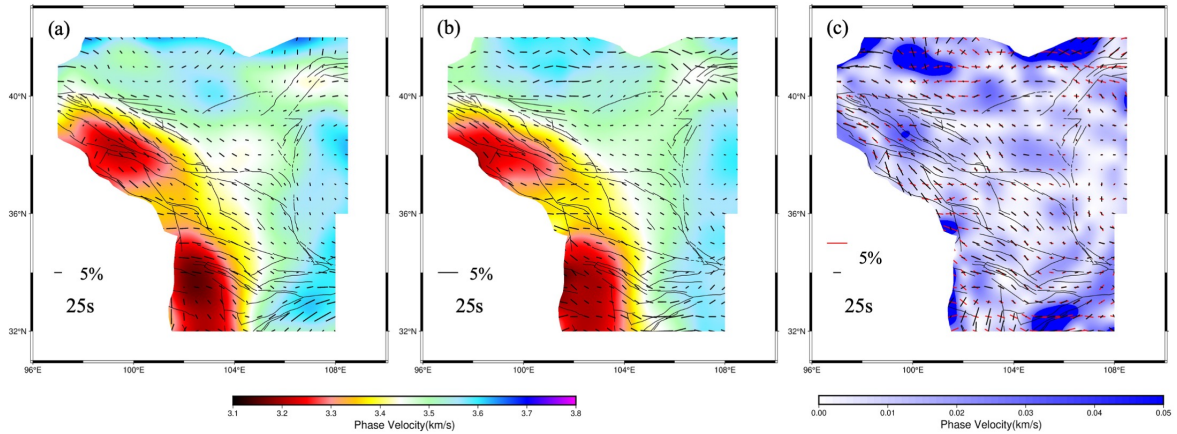 (a) (b) (c)
40°N 40°N 40°N
36°N 36°N 36°N
5% 5% 5%
25s 25s 25s
32°N 32°N 32°N
96°E 100°E 104°E 108°E 96°E 100°E 104°E 108°E 96°E 100°E 104°E 108°E
3.1 3.2 3.3 3.4 3.5 3.6 3.7 3.8 0.00 0.01 0.02 0.03 0.04 0.05
Phase Velocity(km/s) Phase Velocity(km/s)